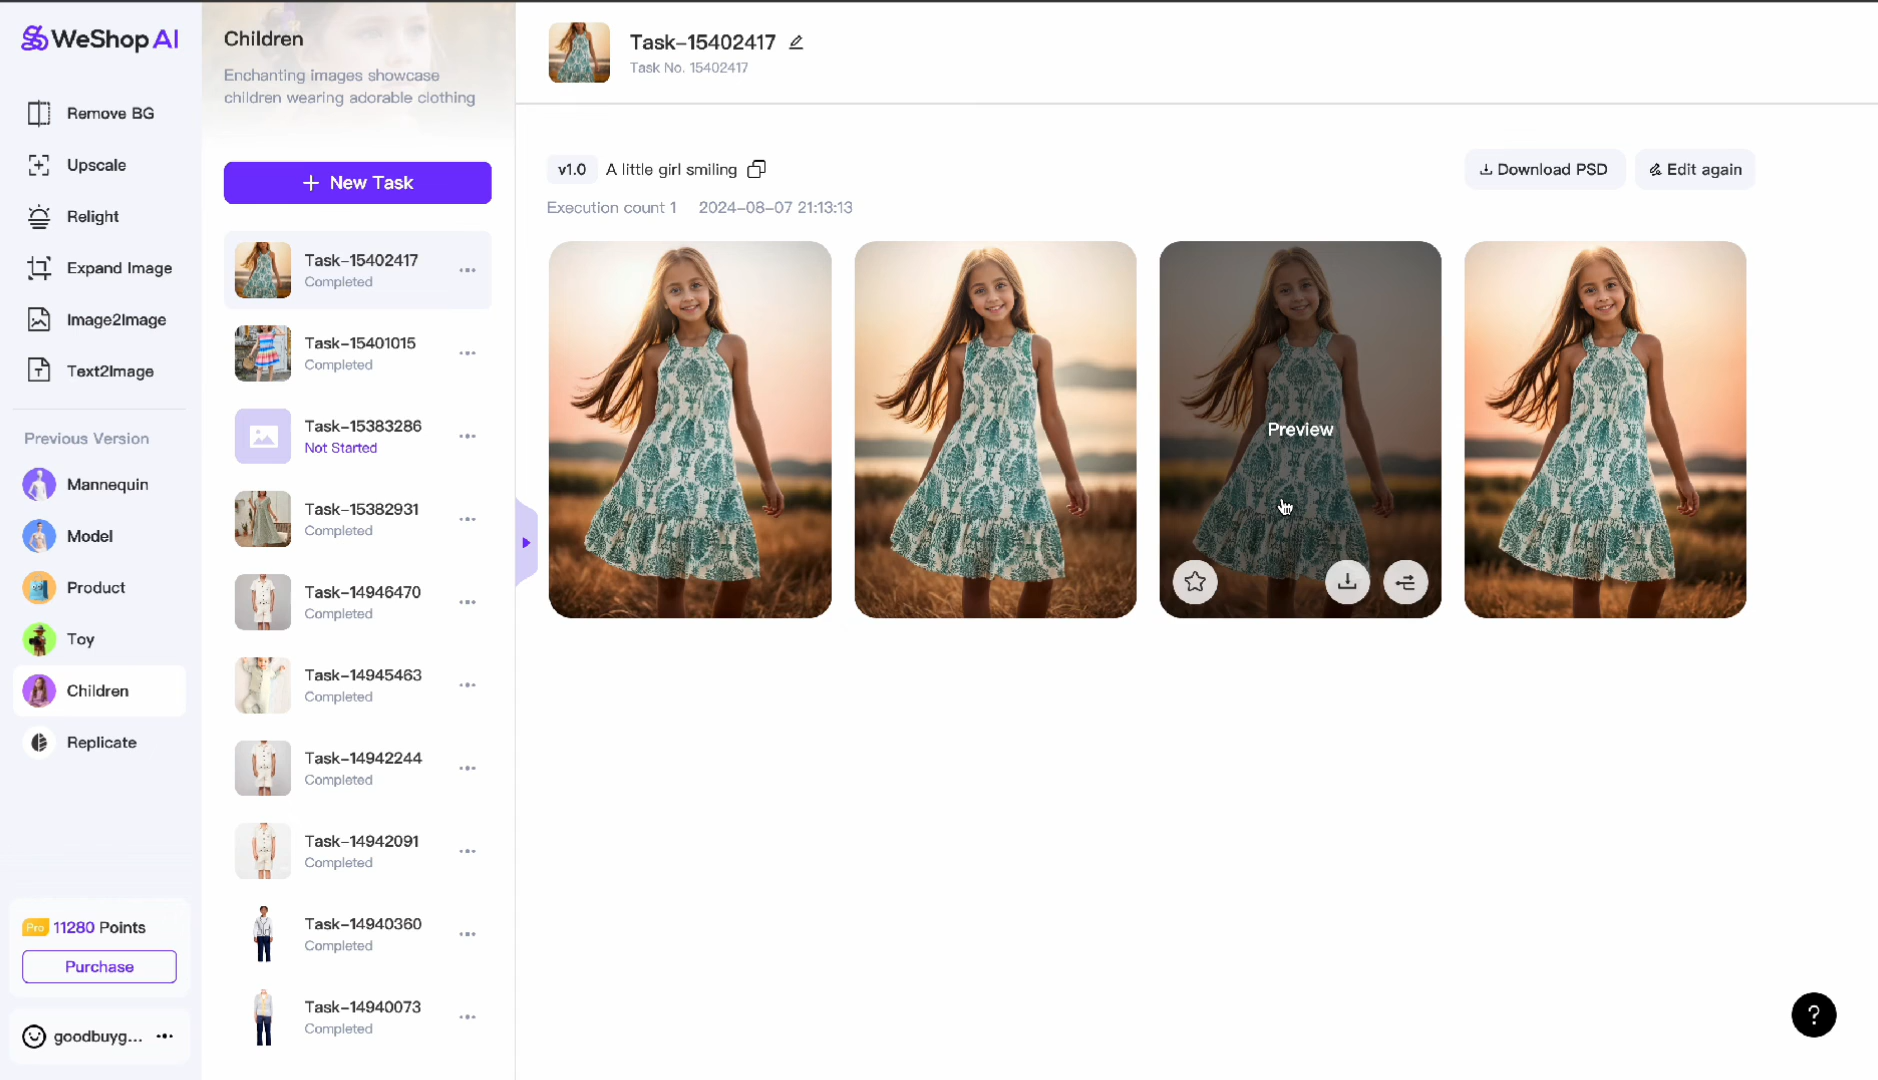 WeShop AI
Remove BG
Upscale
Relight
Expand Image
Image2Image
Text2Image
Previous Version
Mannequin
Model
Product
Toy
Children
Replicate
Pro 11280 Points
Purchase
goodbuyg...
Children
Enchanting images showcase
children wearing adorable clothing
+ New Task
Task-15402417
Completed
Task-15401015
Completed
Task-15383286
Not Started
Task-15382931
Completed
Task-14946470
Completed
Task-14945463
Completed
Task-14942244
Completed
Task-14942091
Completed
Task-14940360
Completed
Task-14940073
Completed
Task-15402417
Task No. 15402417
v1.0 A little girl smiling
Download PSD
Edit again
Execution count 1 2024-08-07 21:13:13
Preview
?